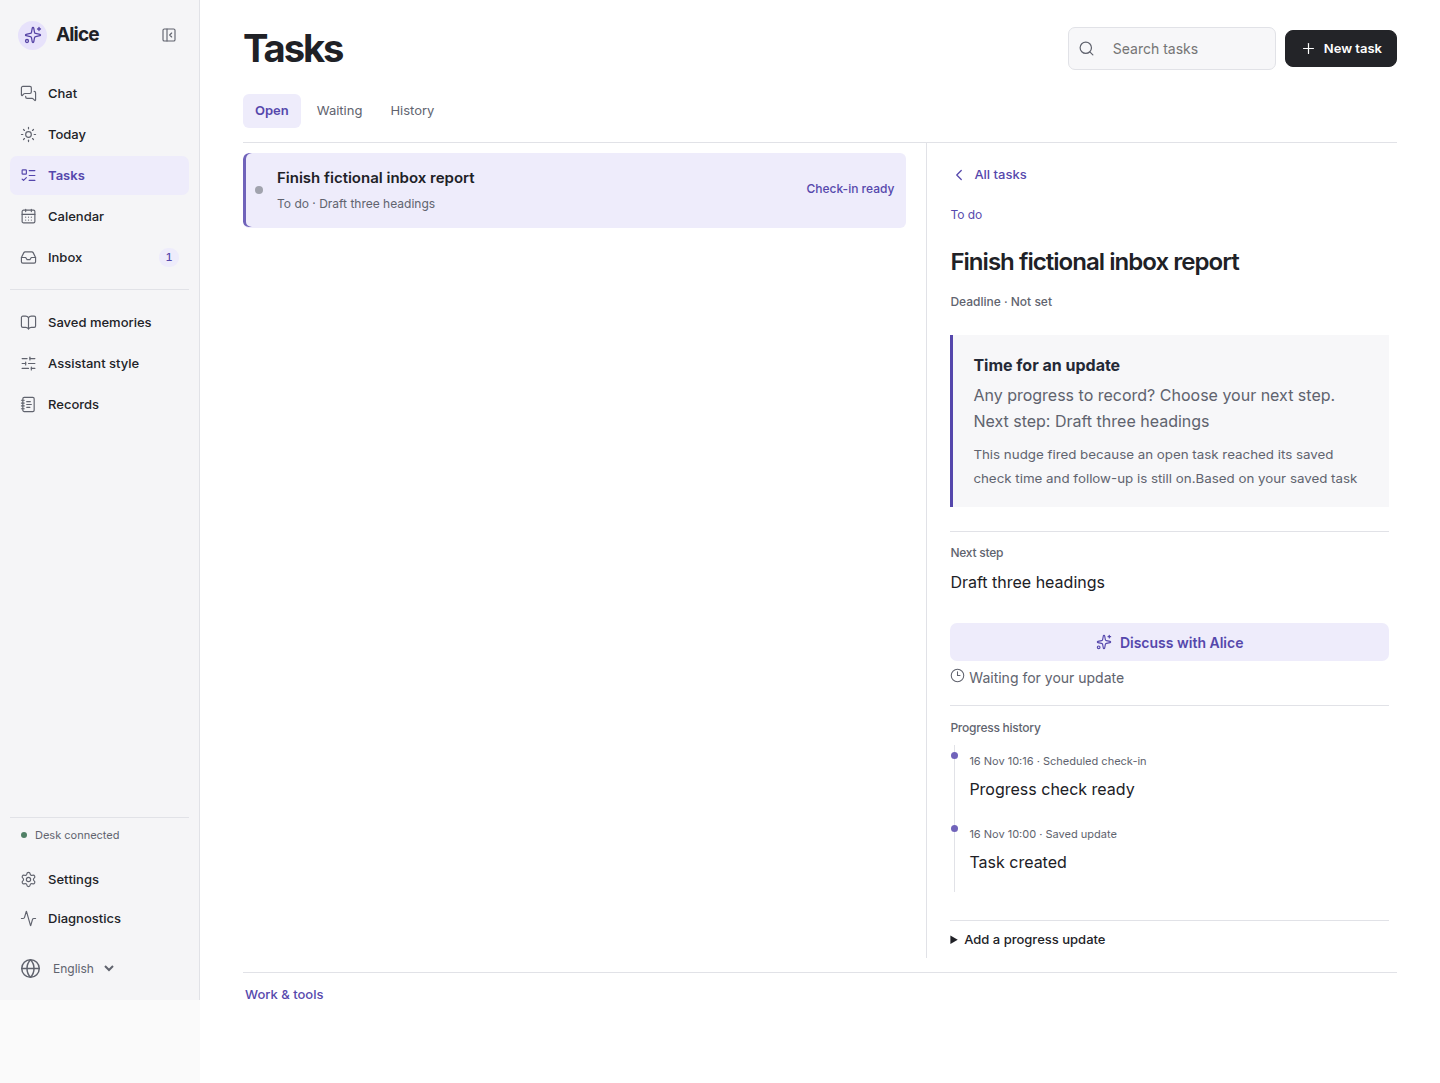 Alice
Chat
Today
Tasks
Calendar
Inbox 1
Saved memories
Assistant style
Records
Desk connected
Settings
Diagnostics
English
Tasks
Search tasks
New task
Open Waiting History
Finish fictional inbox report
To do · Draft three headings
Check-in ready
All tasks
To do
Finish fictional inbox report
Deadline · Not set
Time for an update
Any progress to record? Choose your next step.
Next step: Draft three headings
This nudge fired because an open task reached its saved
check time and follow-up is still on.Based on your saved task
Next step
Draft three headings
Discuss with Alice
Waiting for your update
Progress history
16 Nov 10:16 · Scheduled check-in
Progress check ready
16 Nov 10:00 · Saved update
Task created
Add a progress update
Work & tools